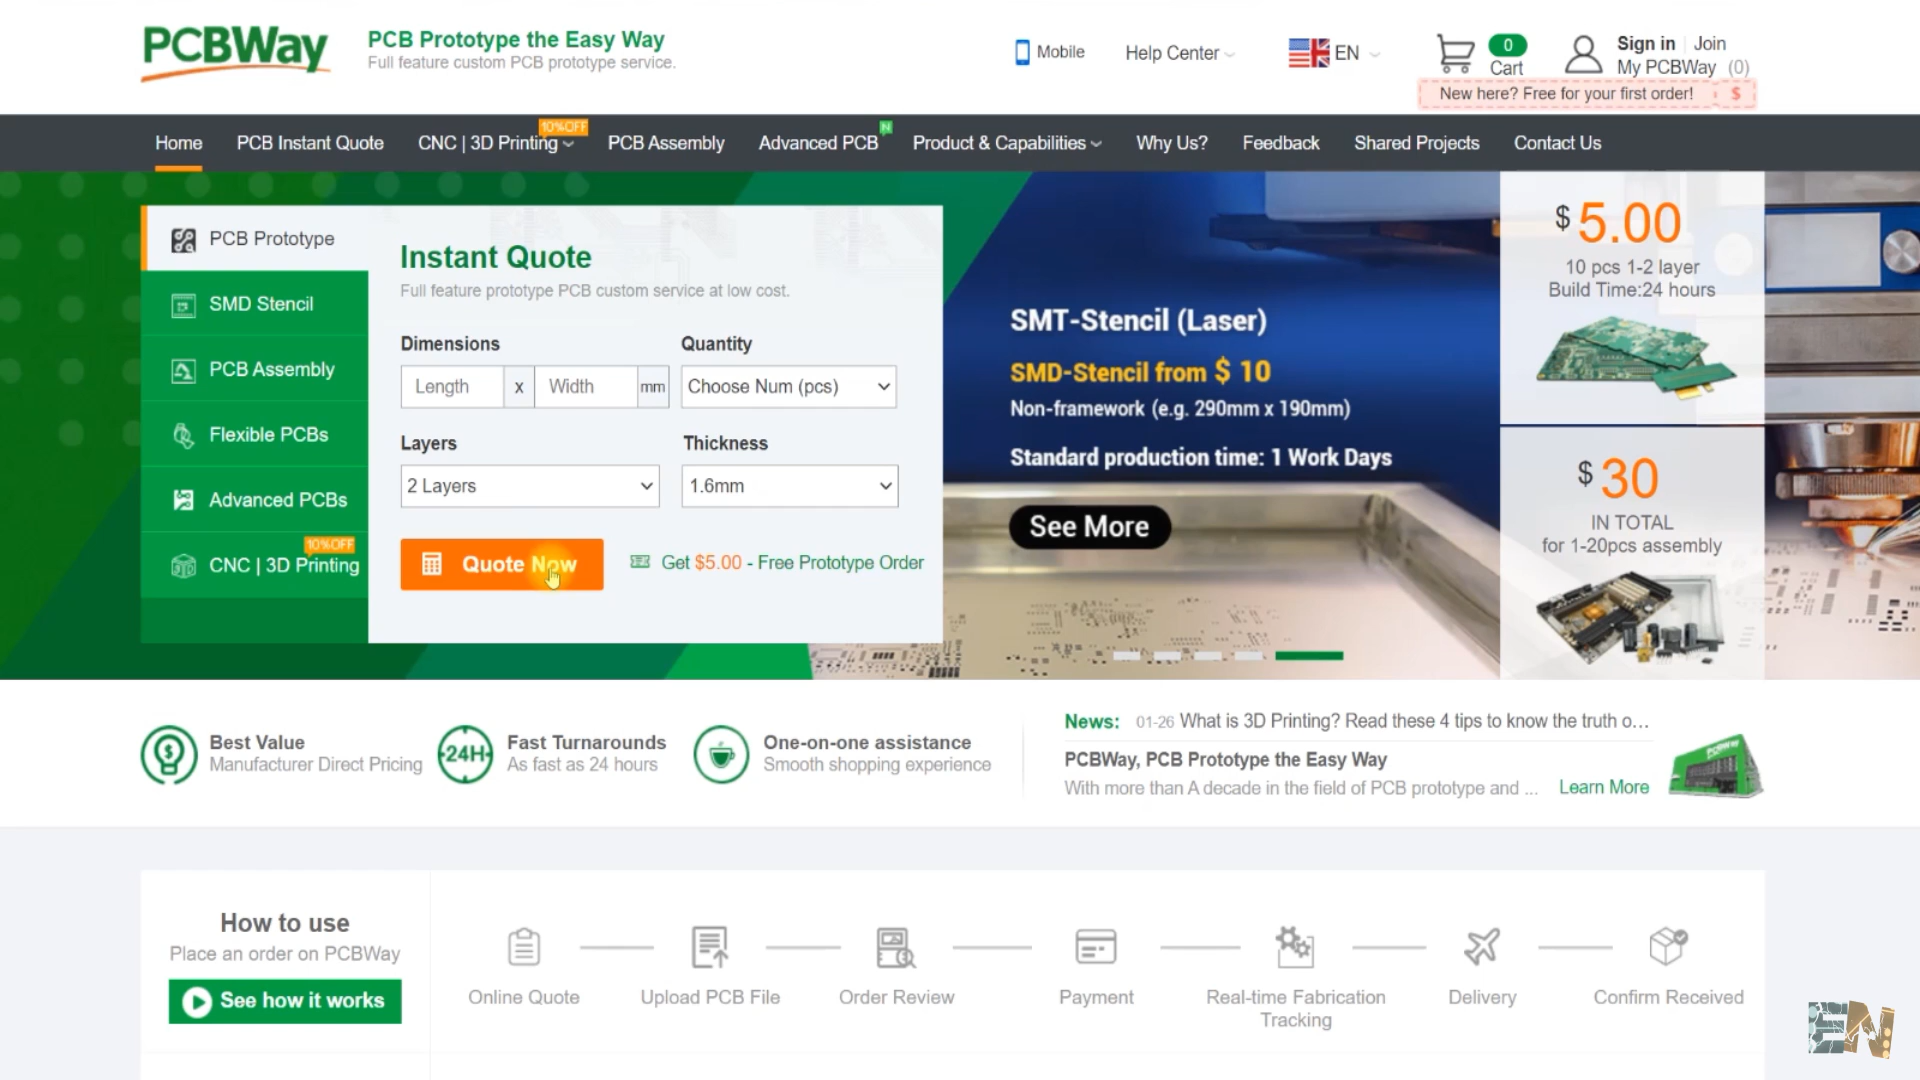 PCBWay
PCB Prototype the Easy Way
Full feature custom PCB prototype service.
Mobile
Help Center
EN
0
Cart
Sign in Join
My PCBWay (0)
New here? Free for your first order! $
Home
PCB Instant Quote
CNC | 3D Printing
10%OFF
PCB Assembly
Advanced PCB
N
Product & Capabilities
Why Us?
Feedback
Shared Projects
Contact Us
PCB Prototype
SMD Stencil
PCB Assembly
Flexible PCBs
Advanced PCBs
10%OFF
CNC | 3D Printing
Instant Quote
Full feature prototype PCB custom service at low cost.
Dimensions
Quantity
Length x Width mm
Choose Num (pcs)
Layers
Thickness
2 Layers
1.6mm
Quote Now
Get $5.00 - Free Prototype Order
SMT-Stencil (Laser)
SMD-Stencil from $ 10
Non-framework (e.g. 290mm x 190mm)
Standard production time: 1 Work Days
See More
$ 5.00
10 pcs 1-2 layer
Build Time:24 hours
$ 30
IN TOTAL
for 1-20pcs assembly
Best Value
Manufacturer Direct Pricing
24H
Fast Turnarounds
As fast as 24 hours
One-on-one assistance
Smooth shopping experience
News: 01-26 What is 3D Printing? Read these 4 tips to know the truth o...
PCBWay, PCB Prototype the Easy Way
With more than A decade in the field of PCB prototype and ... Learn More
PCBWay
How to use
Place an order on PCBWay
See how it works
Online Quote
Upload PCB File
Order Review
Payment
Real-time Fabrication
Tracking
Delivery
Confirm Received
EN